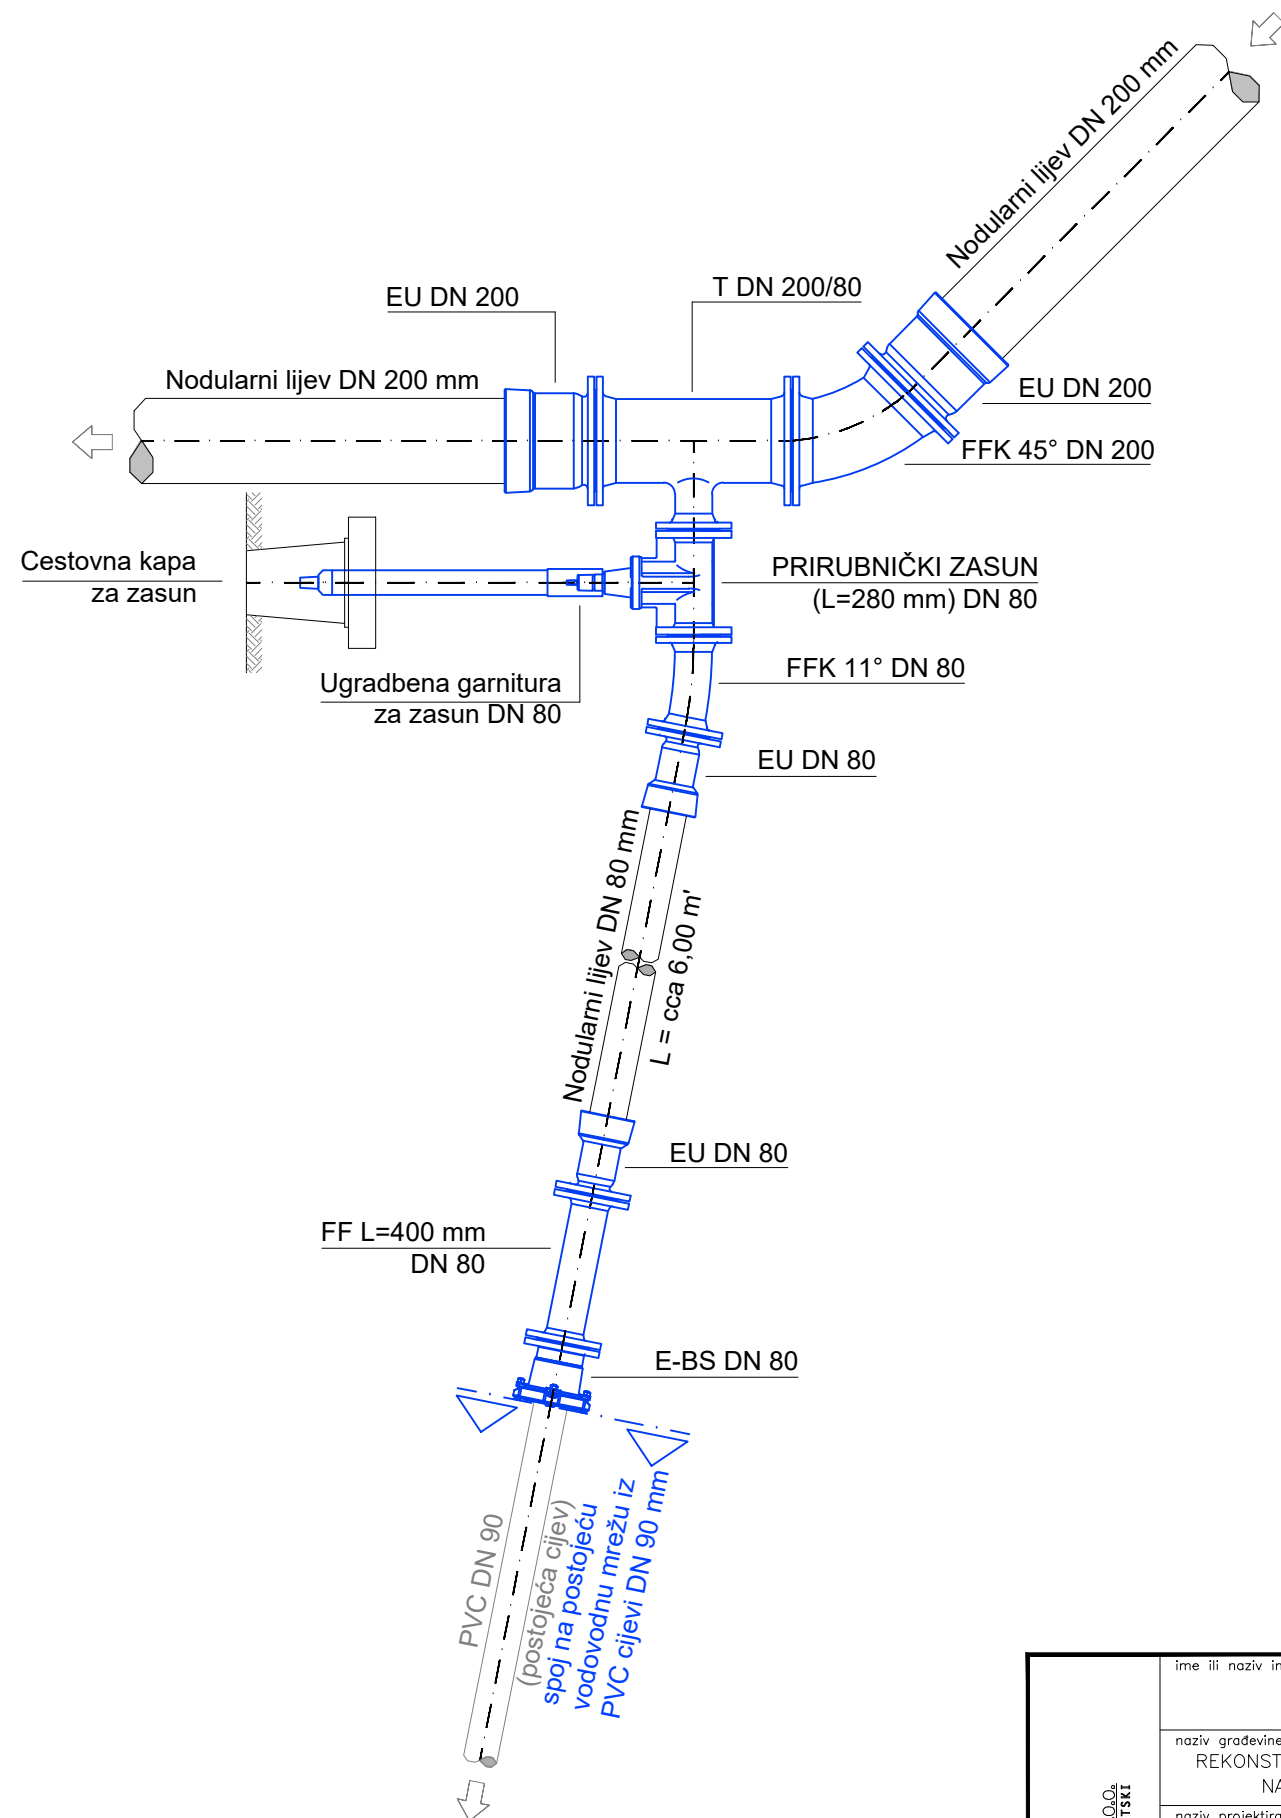 Nodularni lijev DN 200 mm
EU DN 200
T DN 200/80
Nodularni lijev DN 200 mm
EU DN 200
FFK 45° DN 200
Cestovna kapa
za zasun
PRIRUBNIČKI ZASUN
(L=280 mm) DN 80
Ugradbena garnitura
za zasun DN 80
FFK 11° DN 80
EU DN 80
Nodularni lijev DN 80 mm
L = cca 6,00 m'
EU DN 80
FF L=400 mm
DN 80
E-BS DN 80
PVC DN 90
(postojeća cijev)
spoj na postojeću
vodovodnu mrežu iz
PVC cijevi DN 90 mm
ime ili naziv in
naziv građevine
REKONST
NA
naziv projektira